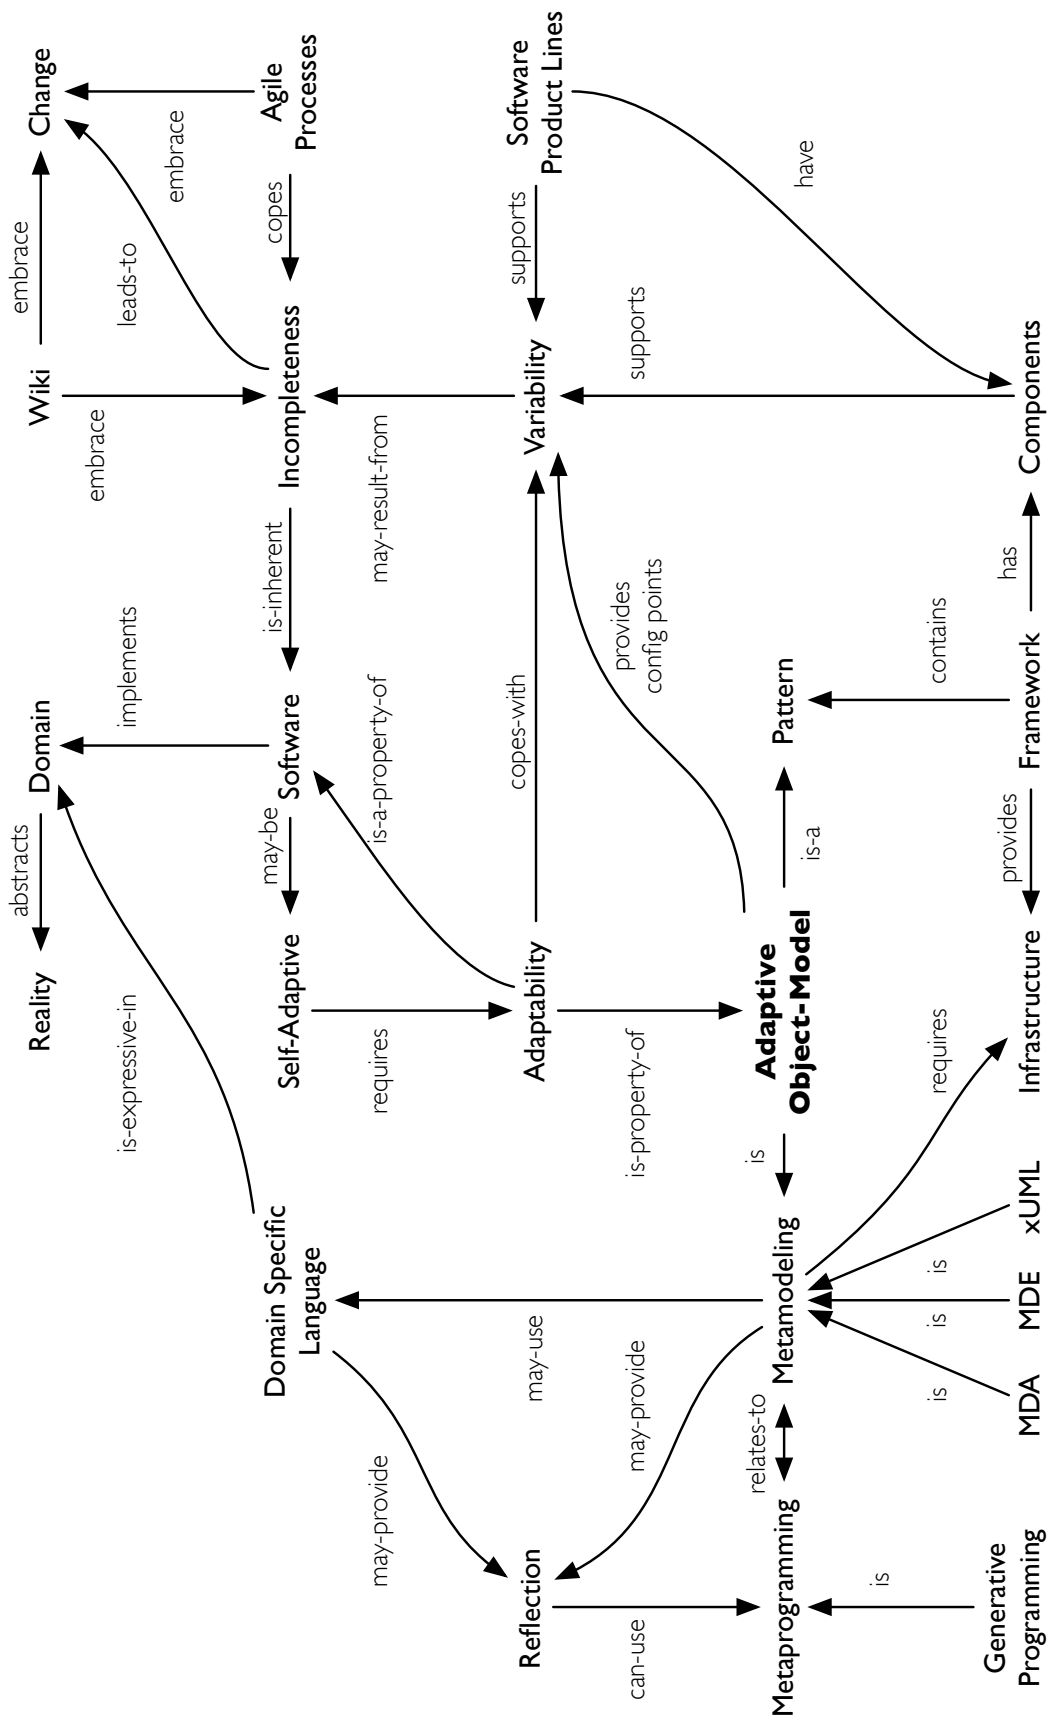 abstracts
embrace
Reality
Domain
Wiki
Change
embrace
is-expressive-in
implements
leads-to
embrace
may-be
is-inherent
copes
Domain Specific
Language
Self-Adaptive
Software
Incompleteness
Agile
Processes
may-provide
requires
is-a-property-of
may-result-from
copes-with
supports
Reflection
may-use
Adaptability
Variability
Software
Product Lines
can-use
may-provide
is-property-of
provides
config points
supports
relates-to
is
Metaprogramming
Metamodeling
Adaptive
Object-Model
is-a
Pattern
have
is
is
is
is
requires
contains
provides
has
Generative
Programming
MDA
MDE
xUML
Infrastructure
Framework
Components